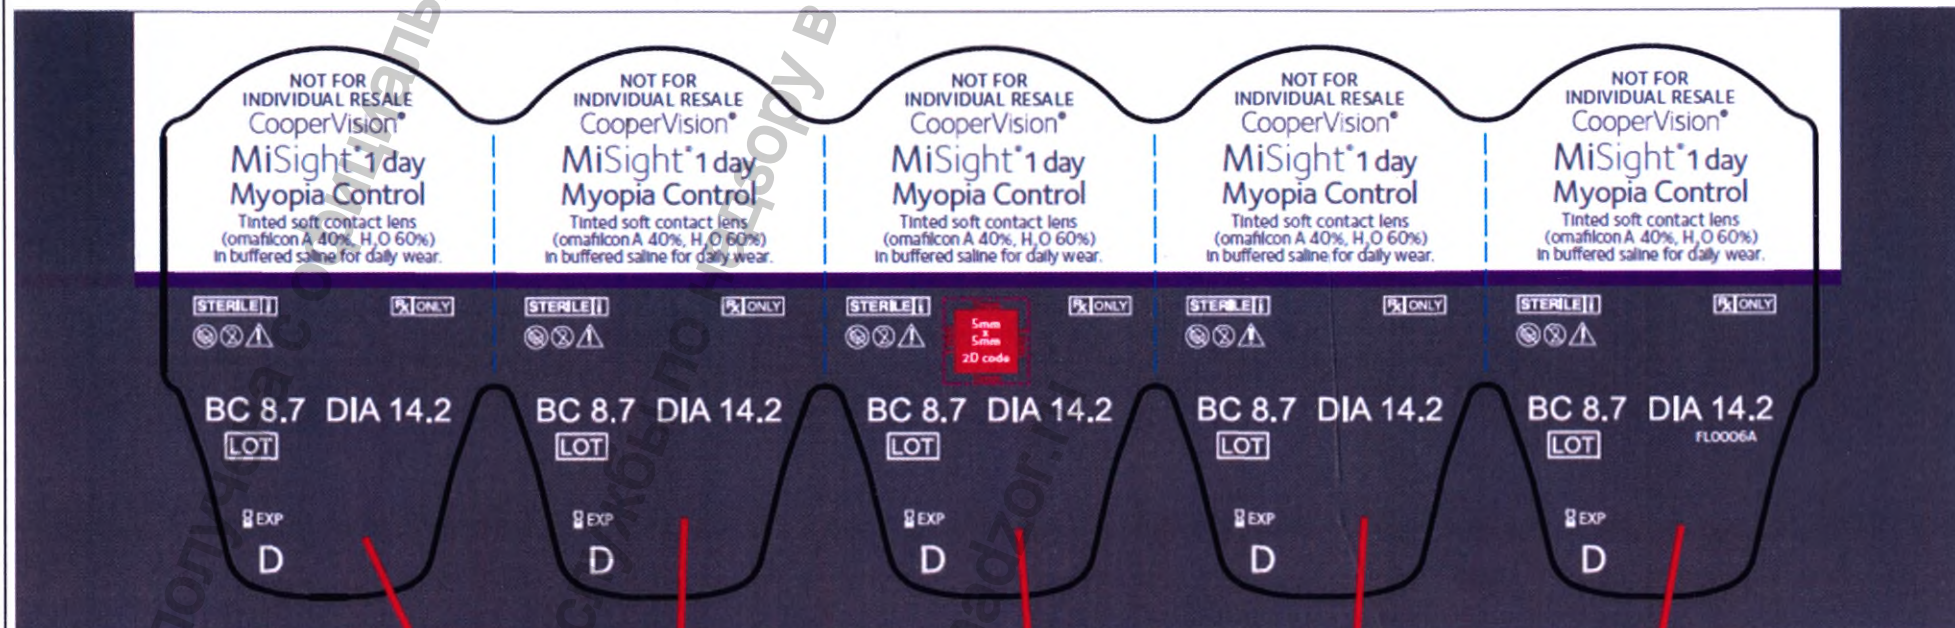 NOT FOR
INDIVIDUAL RESALE
CooperVision®
MiSight® 1 day
Myopia Control
Tinted soft contact lens
(omafilcon A 40%, H₂O 60%)
in buffered saline for daily wear.
STERILE i
Rx ONLY
BC 8.7 DIA 14.2
LOT
EXP
D
NOT FOR
INDIVIDUAL RESALE
CooperVision®
MiSight® 1 day
Myopia Control
Tinted soft contact lens
(omafilcon A 40%, H₂O 60%)
in buffered saline for daily wear.
STERILE i
Rx ONLY
BC 8.7 DIA 14.2
LOT
EXP
D
NOT FOR
INDIVIDUAL RESALE
CooperVision®
MiSight® 1 day
Myopia Control
Tinted soft contact lens
(omafilcon A 40%, H₂O 60%)
in buffered saline for daily wear.
STERILE i
5mm
x
5mm
2D code
Rx ONLY
BC 8.7 DIA 14.2
LOT
EXP
D
NOT FOR
INDIVIDUAL RESALE
CooperVision®
MiSight® 1 day
Myopia Control
Tinted soft contact lens
(omafilcon A 40%, H₂O 60%)
in buffered saline for daily wear.
STERILE i
Rx ONLY
BC 8.7 DIA 14.2
LOT
EXP
D
NOT FOR
INDIVIDUAL RESALE
CooperVision®
MiSight® 1 day
Myopia Control
Tinted soft contact lens
(omafilcon A 40%, H₂O 60%)
in buffered saline for daily wear.
STERILE i
Rx ONLY
BC 8.7 DIA 14.2
LOT
FL0006A
EXP
D
с
по надзору в